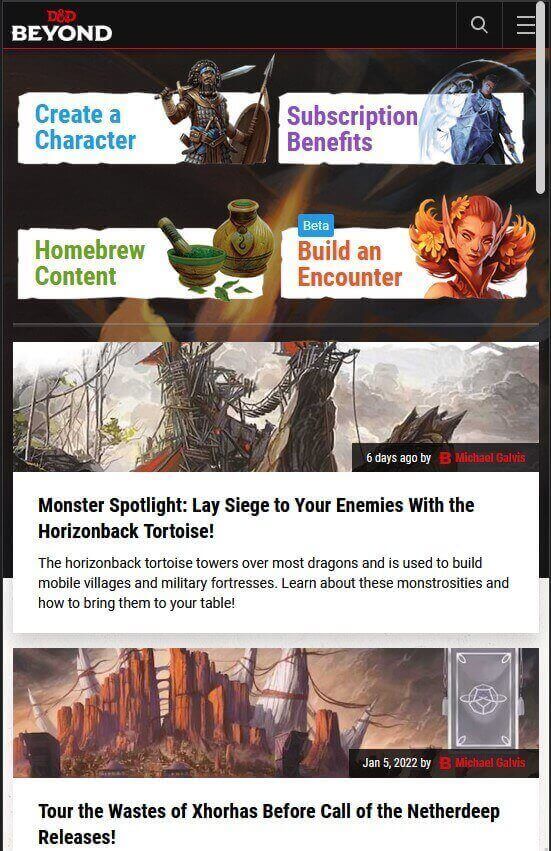 D&D
BEYOND
Create a
Character
Subscription
Benefits
Homebrew
Content
Beta
Build an
Encounter
6 days ago by Michael Galvis
Monster Spotlight: Lay Siege to Your Enemies With the
Horizonback Tortoise!
The horizonback tortoise towers over most dragons and is used to build
mobile villages and military fortresses. Learn about these monstrosities and
how to bring them to your table!
Jan 5, 2022 by Michael Galvis
Tour the Wastes of Xhorhas Before Call of the Netherdeep
Releases!